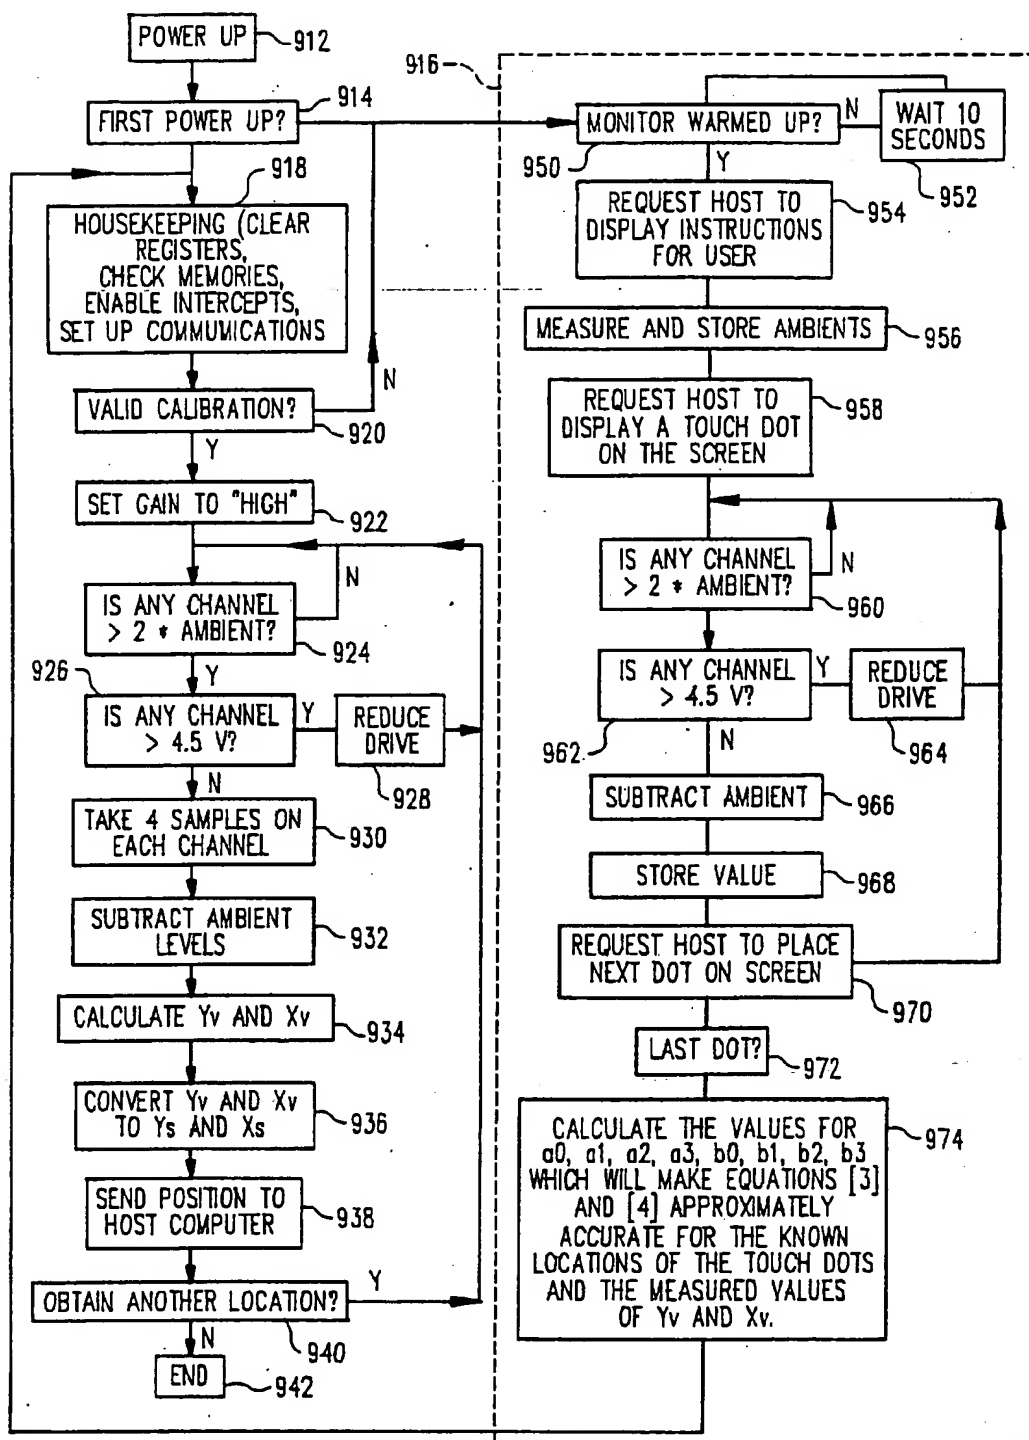 POWER UP
912
FIRST POWER UP?
914
918
HOUSEKEEPING (CLEAR
REGISTERS,
CHECK MEMORIES,
ENABLE INTERCEPTS,
SET UP COMMUNICATIONS
N
VALID CALIBRATION?
920
Y
SET GAIN TO "HIGH"
922
N
IS ANY CHANNEL
> 2 * AMBIENT?
924
926
Y
IS ANY CHANNEL
> 4.5 V?
Y
REDUCE
DRIVE
928
N
TAKE 4 SAMPLES ON
EACH CHANNEL
930
SUBTRACT AMBIENT
LEVELS
932
CALCULATE Yv AND Xv
934
CONVERT Yv AND Xv
TO Ys AND Xs
936
SEND POSITION TO
HOST COMPUTER
938
OBTAIN ANOTHER LOCATION?
Y
940
N
END
942
916
MONITOR WARMED UP?
950
N
WAIT 10
SECONDS
952
Y
REQUEST HOST TO
DISPLAY INSTRUCTIONS
FOR USER
954
MEASURE AND STORE AMBIENTS
956
REQUEST HOST TO
DISPLAY A TOUCH DOT
ON THE SCREEN
958
IS ANY CHANNEL
> 2 * AMBIENT?
N
960
IS ANY CHANNEL
> 4.5 V?
Y
REDUCE
DRIVE
962
964
N
SUBTRACT AMBIENT
966
STORE VALUE
968
REQUEST HOST TO PLACE
NEXT DOT ON SCREEN
970
LAST DOT?
972
CALCULATE THE VALUES FOR
a0, a1, a2, a3, b0, b1, b2, b3
WHICH WILL MAKE EQUATIONS [3]
AND [4] APPROXIMATELY
ACCURATE FOR THE KNOWN
LOCATIONS OF THE TOUCH DOTS
AND THE MEASURED VALUES
OF Yv AND Xv.
974